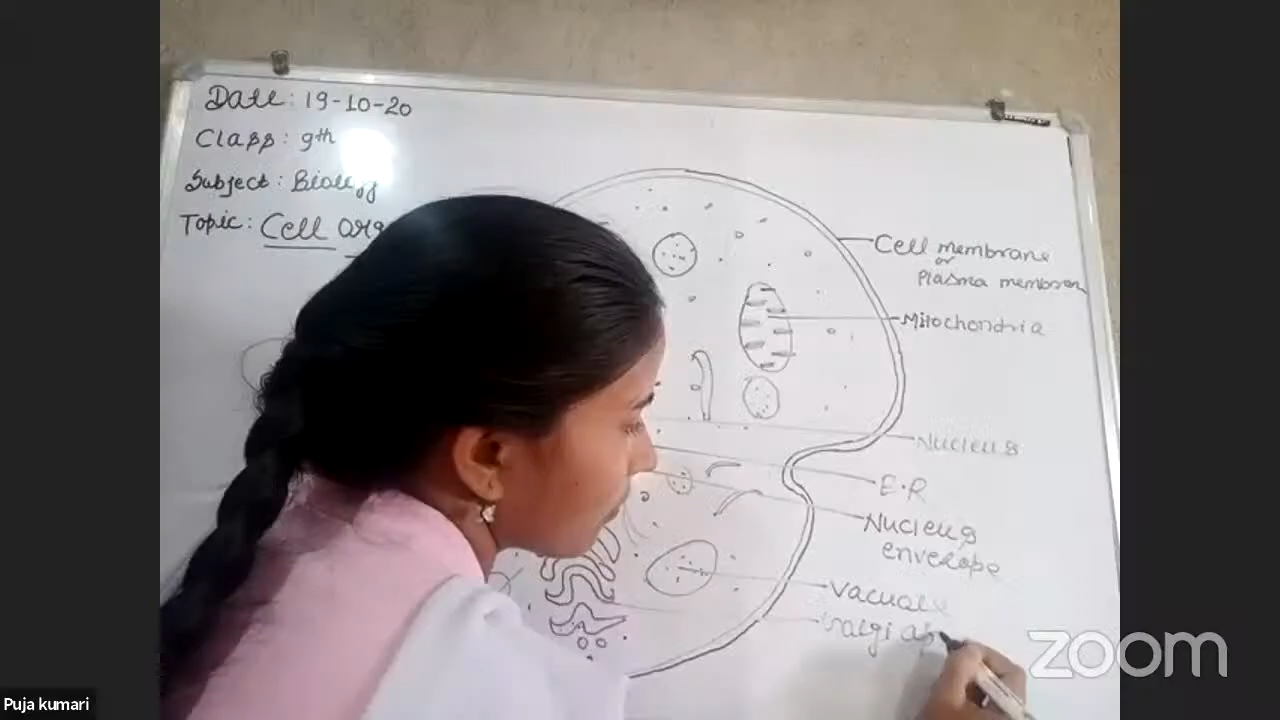 Date: 19-10-20
Class: 9th
Subject: Biology
Topic: Cell
Cell membrane
or
Plasma membran
Mitochondria
Nucleus
E.R
Nucleus
envelope
Vacuole
zoom
Puja kumari